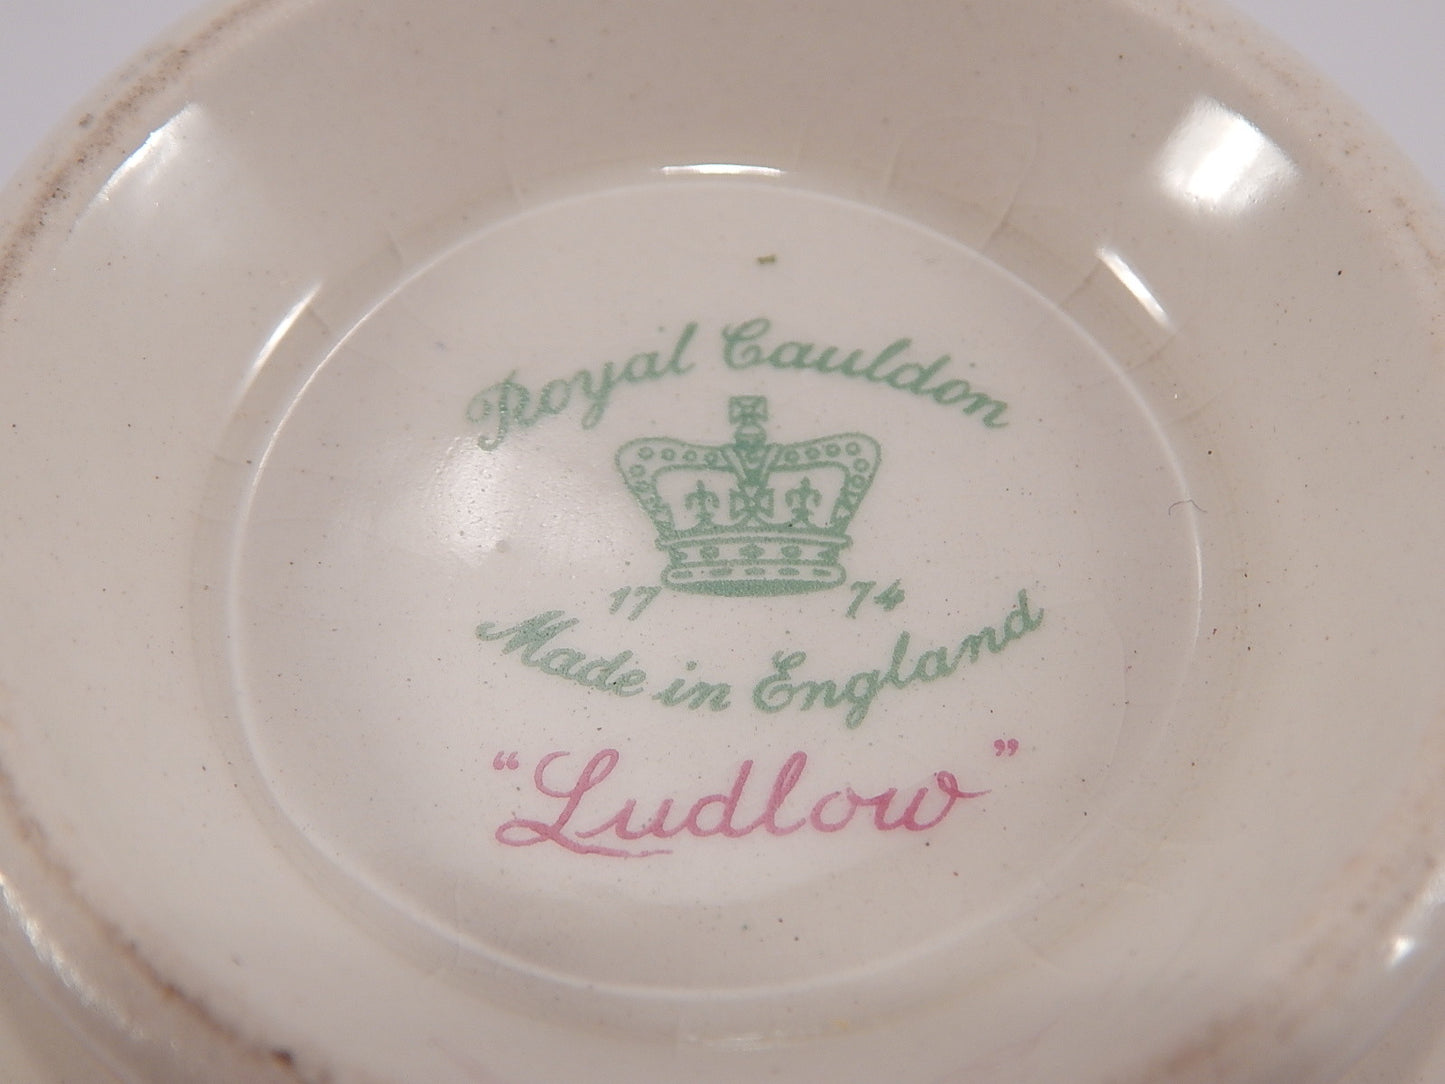 Royal Cauldon
17 74
Made in England
“Ludlow”